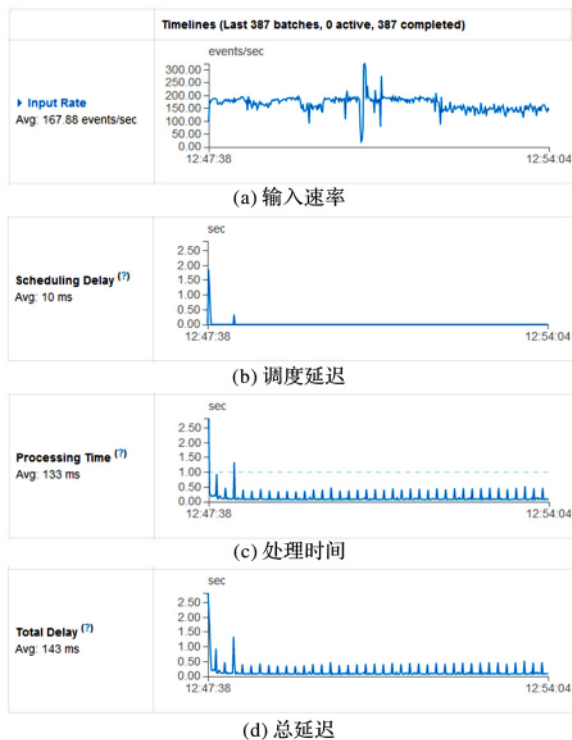 Timelines (Last 387 batches, 0 active, 387 completed)
events/sec
300.00
250.00
200.00
150.00
100.00
50.00
0.00
Input Rate
Avg: 167.88 events/sec
12:47:38 12:54:04
(a) 输入速率
sec
2.50
2.00
1.50
1.00
0.50
0.00
Scheduling Delay (?)
Avg: 10 ms
12:47:38 12:54:04
(b) 调度延迟
sec
2.50
2.00
1.50
1.00
0.50
0.00
Processing Time (?)
Avg: 133 ms
12:47:38 12:54:04
(c) 处理时间
sec
2.50
2.00
1.50
1.00
0.50
0.00
Total Delay (?)
Avg: 143 ms
12:47:38 12:54:04
(d) 总延迟